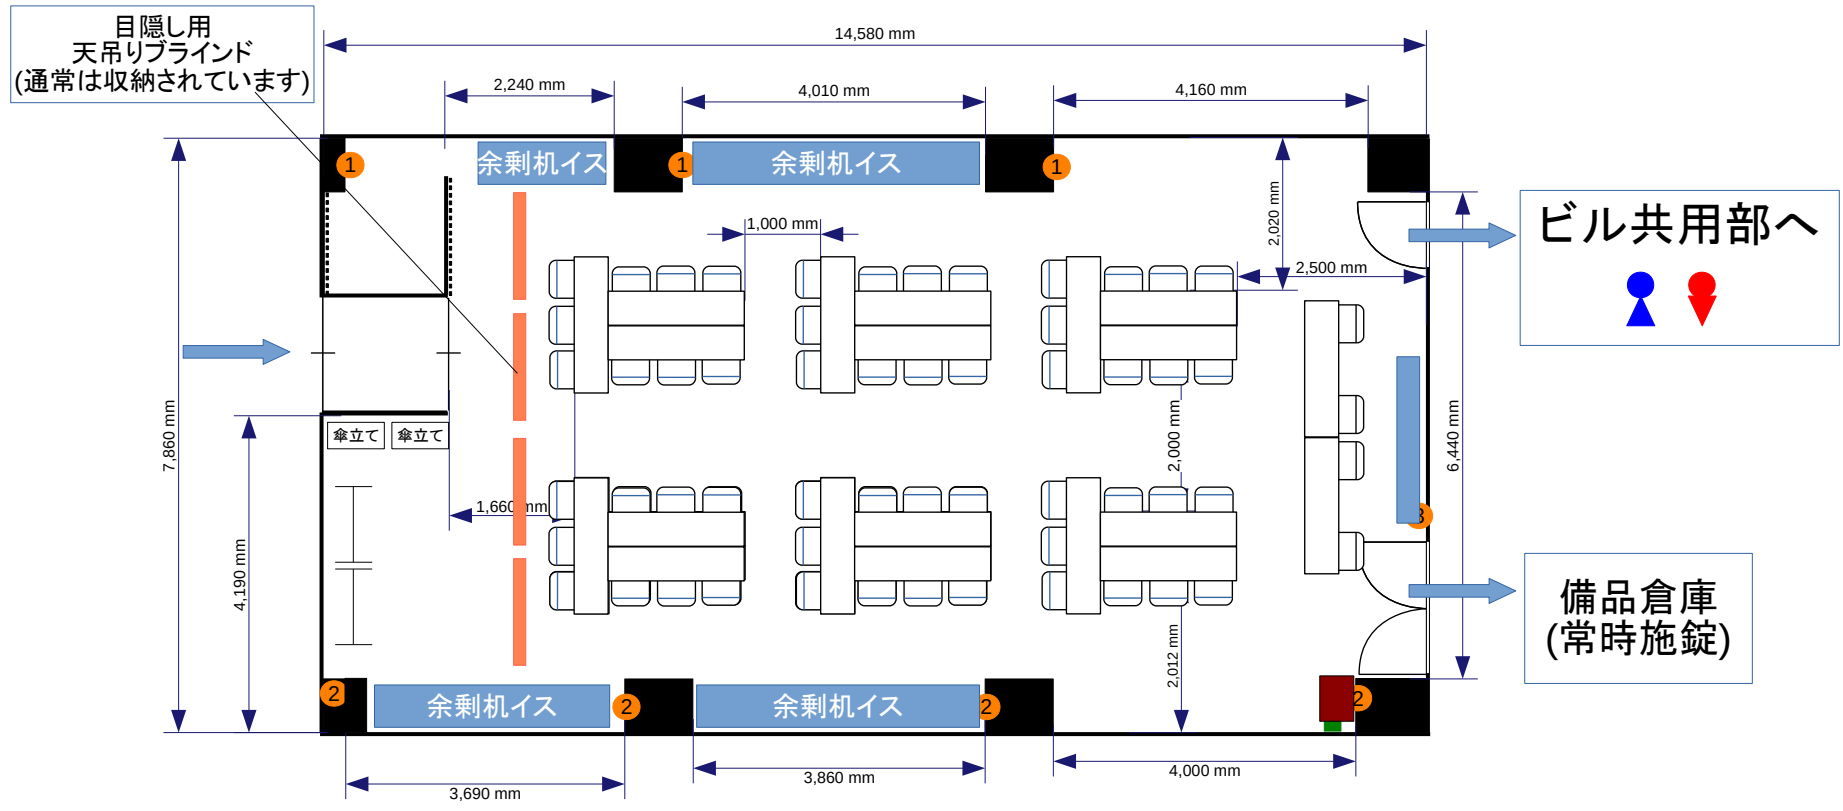 目隠し用
天吊りブラインド
(通常は収納されています)
14,580 mm
2,240 mm
4,010 mm
4,160 mm
1
余剰机イス
1
余剰机イス
1
2,020 mm
1,000 mm
2,500 mm
ビル共用部へ
7,860 mm
傘立て
傘立て
2,000 mm
6,440 mm
1,660 mm
3
4,190 mm
備品倉庫
(常時施錠)
2,012 mm
2
余剰机イス
2
余剰机イス
2
2
3,690 mm
3,860 mm
4,000 mm